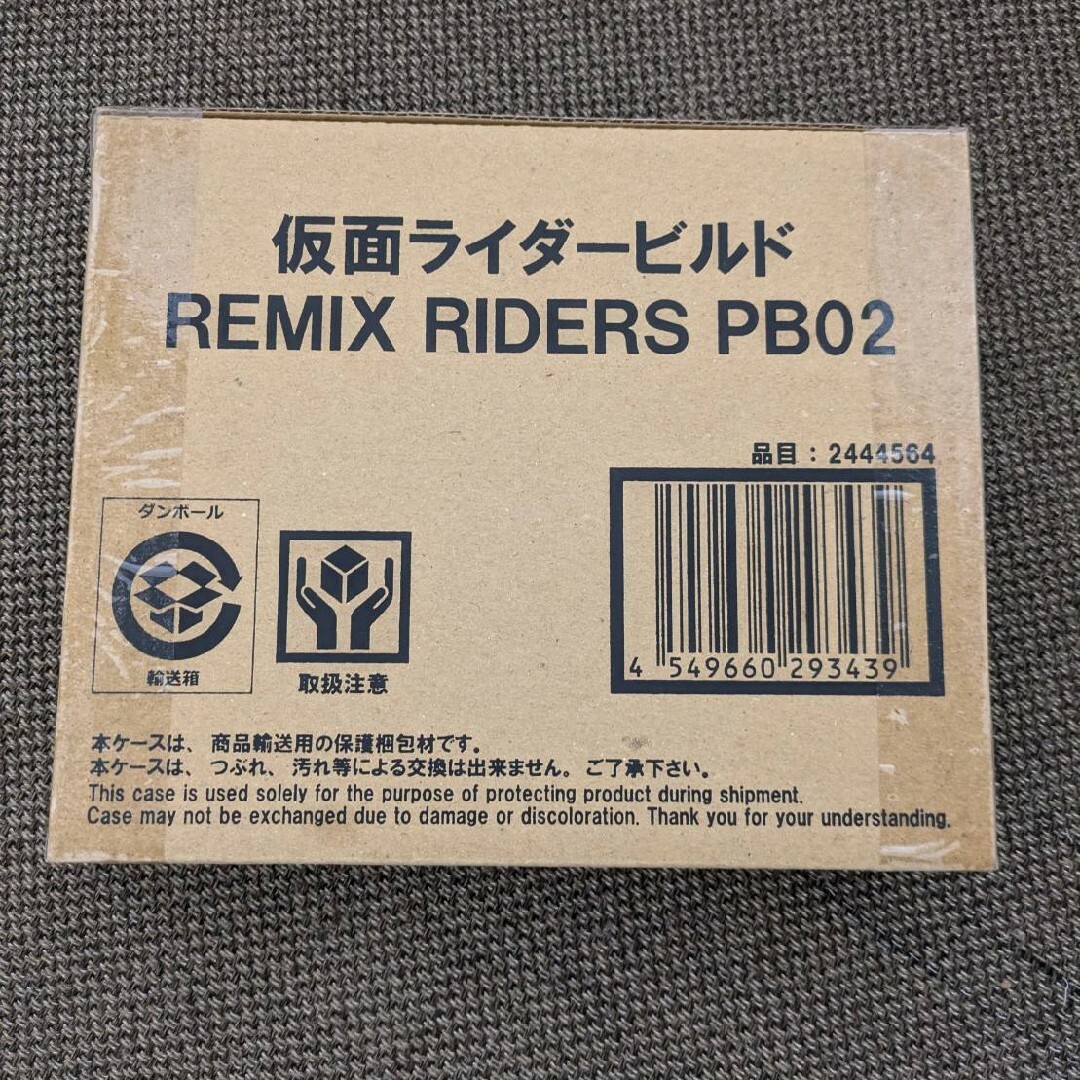 仮面ライダービルド
REMIX RIDERS PB02
品目：2444564
ダンボール
輸送箱
取扱注意
4 549660 293439
本ケースは、商品輸送用の保護梱包材です。
本ケースは、つぶれ、汚れ等による交換は出来ません。ご了承下さい。
This case is used solely for the purpose of protecting product during shipment.
Case may not be exchanged due to damage or discoloration. Thank you for your understanding.